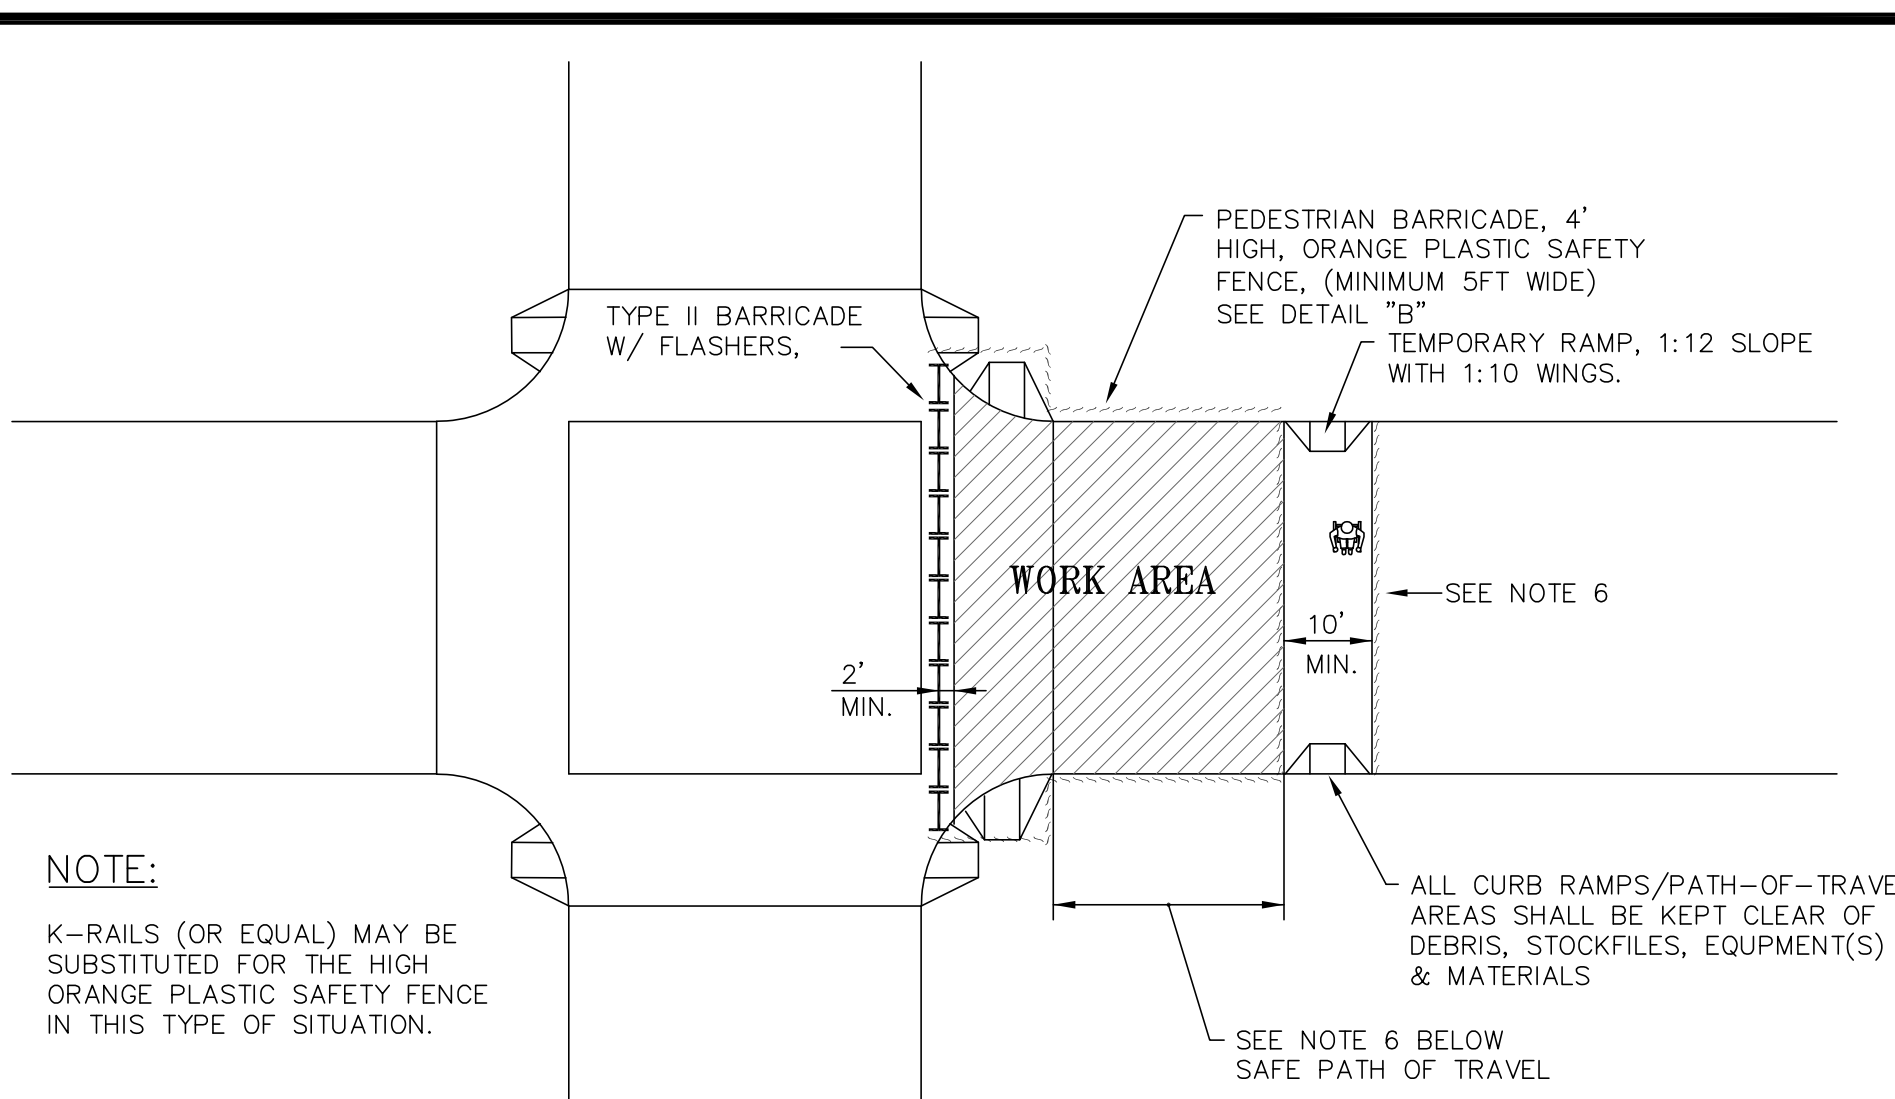 PEDESTRIAN BARRICADE, 4'
HIGH, ORANGE PLASTIC SAFETY
FENCE, (MINIMUM 5FT WIDE)
SEE DETAIL "B"
TEMPORARY RAMP, 1:12 SLOPE
WITH 1:10 WINGS.
TYPE II BARRICADE
W/ FLASHERS,
WORK AREA
SEE NOTE 6
10'
MIN.
2'
MIN.
NOTE:
K-RAILS (OR EQUAL) MAY BE
SUBSTITUTED FOR THE HIGH
ORANGE PLASTIC SAFETY FENCE
IN THIS TYPE OF SITUATION.
ALL CURB RAMPS/PATH-OF-TRAVE
AREAS SHALL BE KEPT CLEAR OF
DEBRIS, STOCKFILES, EQUPMENT(S)
& MATERIALS
SEE NOTE 6 BELOW
SAFE PATH OF TRAVEL